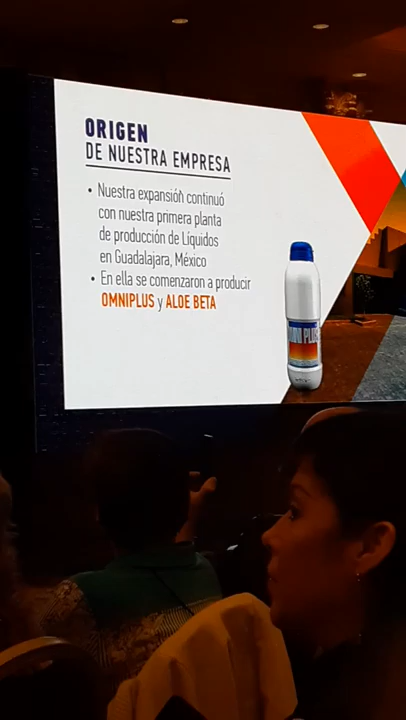 ORIGEN
DE NUESTRA EMPRESA
• Nuestra expansión continuó
con nuestra primera planta
de producción de Líquidos
en Guadalajara, México
• En ella se comenzaron a producir
OMNIPLUS y ALOE BETA